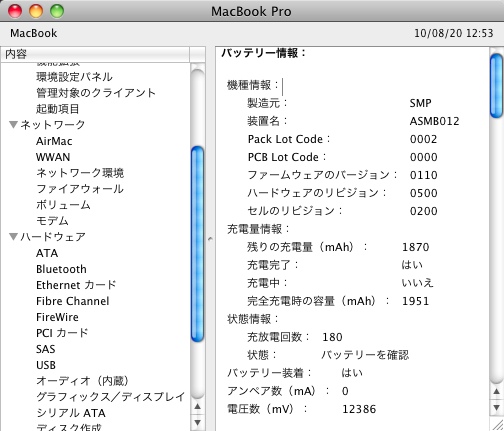 MacBook Pro
MacBook
10/08/20 12:53
内容
機能拡張
環境設定パネル
管理対象のクライアント
起動項目
ネットワーク
AirMac
WWAN
ネットワーク環境
ファイアウォール
ボリューム
モデム
ハードウェア
ATA
Bluetooth
Ethernet カード
Fibre Channel
FireWire
PCI カード
SAS
USB
オーディオ（内蔵）
グラフィックス／ディスプレイ
シリアル ATA
ディスク作成
バッテリー情報：
機種情報：
製造元： SMP
装置名： ASMB012
Pack Lot Code： 0002
PCB Lot Code： 0000
ファームウェアのバージョン： 0110
ハードウェアのリビジョン： 0500
セルのリビジョン： 0200
充電量情報：
残りの充電量（mAh）： 1870
充電完了： はい
充電中： いいえ
完全充電時の容量（mAh）： 1951
状態情報：
充放電回数： 180
状態： バッテリーを確認
バッテリー装着： はい
アンペア数（mA）： 0
電圧数（mV）： 12386